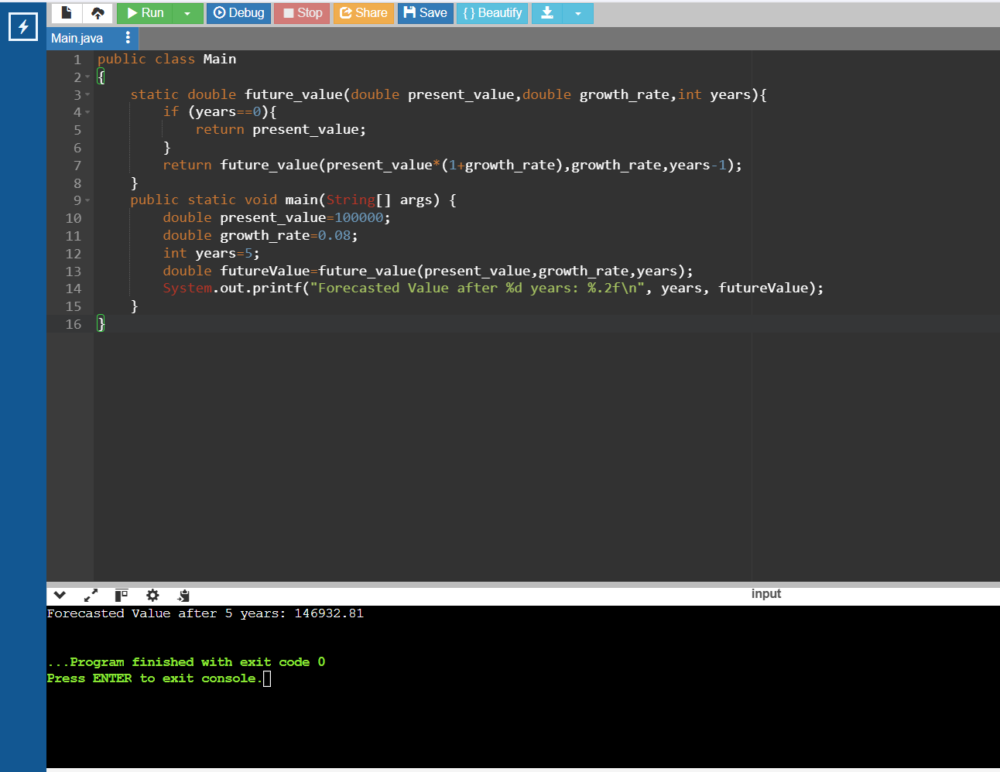 Run Debug Stop Share Save { } Beautify
Main.java
1 public class Main
2 {
3 static double future_value(double present_value,double growth_rate,int years){
4 if (years==0){
5 return present_value;
6 }
7 return future_value(present_value*(1+growth_rate),growth_rate,years-1);
8 }
9 public static void main(String[] args) {
10 double present_value=100000;
11 double growth_rate=0.08;
12 int years=5;
13 double futureValue=future_value(present_value,growth_rate,years);
14 System.out.printf("Forecasted Value after %d years: %.2f\n", years, futureValue);
15 }
16 }
input
Forecasted Value after 5 years: 146932.81
...Program finished with exit code 0
Press ENTER to exit console.